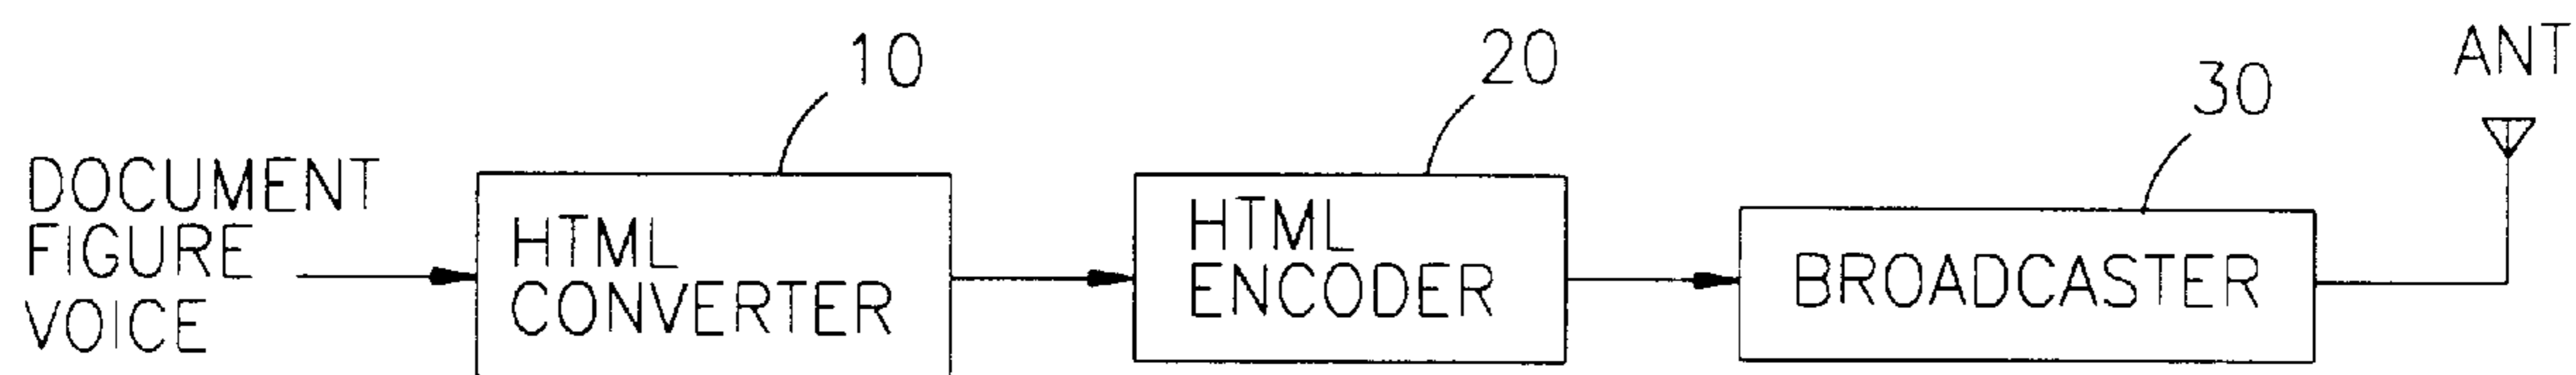 10
20
30
ANT
DOCUMENT
FIGURE
VOICE
HTML
CONVERTER
HTML
ENCODER
BROADCASTER